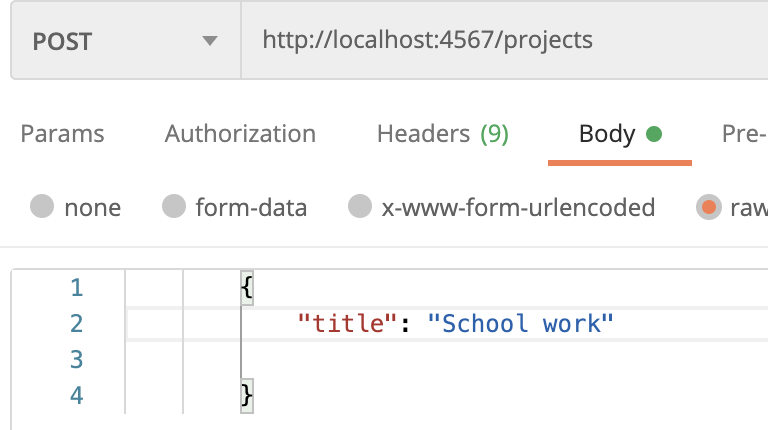 POST http://localhost:4567/projects
Params Authorization Headers (9) Body Pre-
none form-data x-www-form-urlencoded raw
1 {
2 "title": "School work"
3
4 }